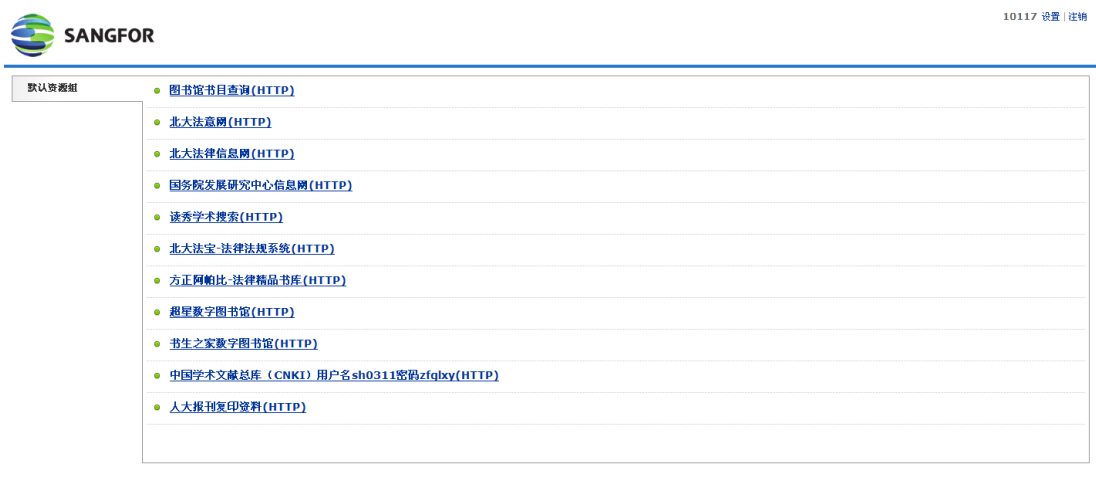 SANGFOR
10117 设置 | 注销
默认资源组
图书馆书目查询(HTTP)
北大法意网(HTTP)
北大法律信息网(HTTP)
国务院发展研究中心信息网(HTTP)
读秀学术搜索(HTTP)
北大法宝-法律法规系统(HTTP)
方正阿帕比-法律精品书库(HTTP)
超星数字图书馆(HTTP)
书生之家数字图书馆(HTTP)
中国学术文献总库（CNKI）用户名sh0311密码zfqlxy(HTTP)
人大报刊复印资料(HTTP)